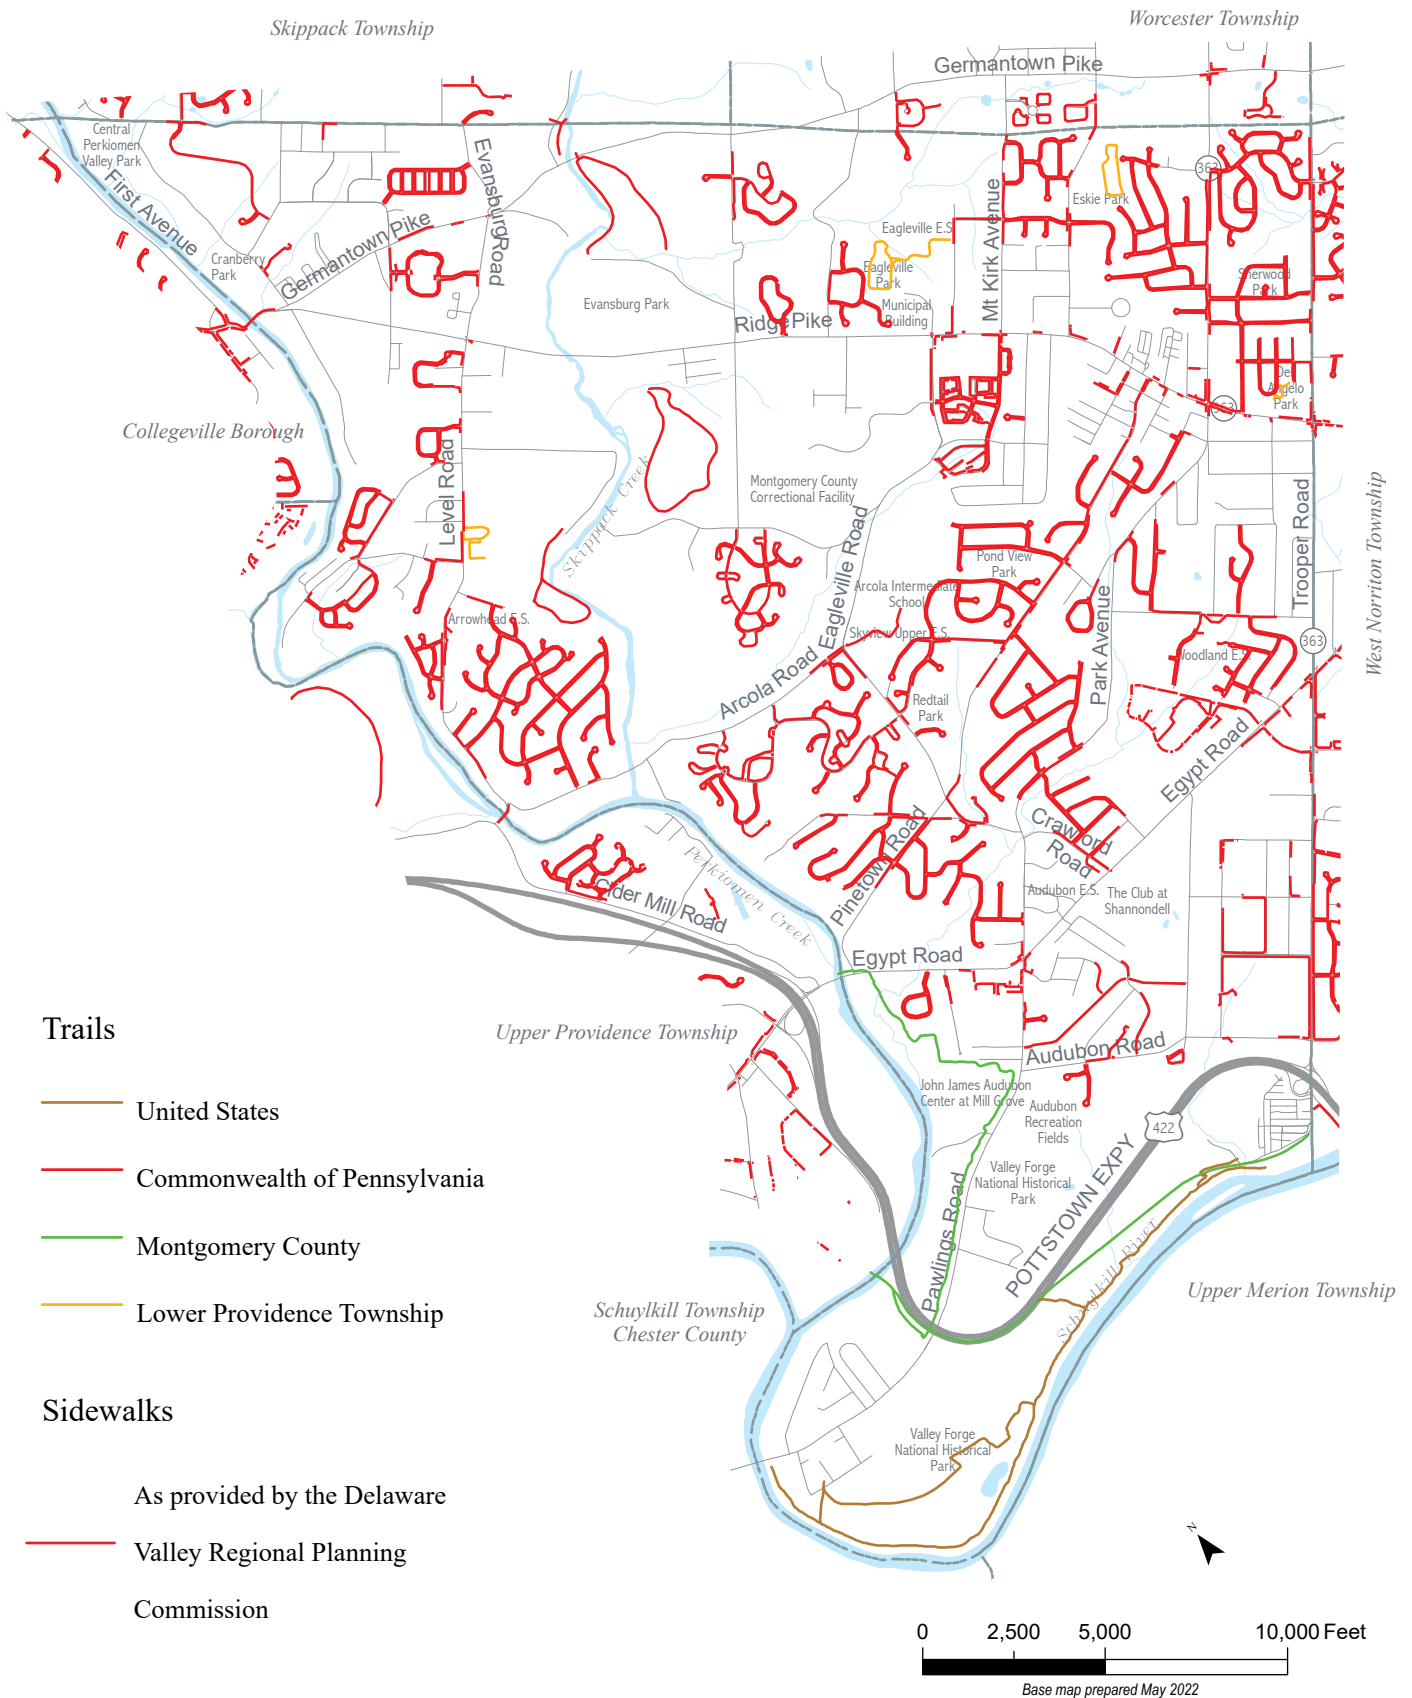 Skippack Township
Worcester Township
Germantown Pike
Central
Perkiomen
Valley Park
First Avenue
Evansburg Road
Germantown Pike
Cranberry
Park
363
Eskie Park
Mt Kirk Avenue
Eagleville E.S.
Eagleville
Park
Municipal
Building
Sherwood
Park
Evansburg Park
Ridge Pike
De
Angelo
Park
363
Collegeville Borough
Level Road
Skippack Creek
Montgomery County
Correctional Facility
Eagleville Road
Trooper Road
West Norriton Township
Pond View
Park
Arcola Intermediate
School
Skyview Upper E.S.
Arrowhead E.S.
Park Avenue
363
Woodland E.S.
Arcola Road
Redtail
Park
Egypt Road
Crawford
Road
Pinetown Road
Perkiomen Creek
Cider Mill Road
Audubon E.S.
The Club at
Shannondell
Egypt Road
Upper Providence Township
Audubon Road
John James Audubon
Center at Mill Grove
Audubon
Recreation
Fields
422
Valley Forge
National Historical
Park
Pawlings Road
POTTSTOWN EXPY
Schuylkill River
Upper Merion Township
Schuylkill Township
Chester County
Valley Forge
National Historical
Park
Trails
United States
Commonwealth of Pennsylvania
Montgomery County
Lower Providence Township
Sidewalks
As provided by the Delaware
Valley Regional Planning
Commission
N
0 2,500 5,000 10,000 Feet
Base map prepared May 2022